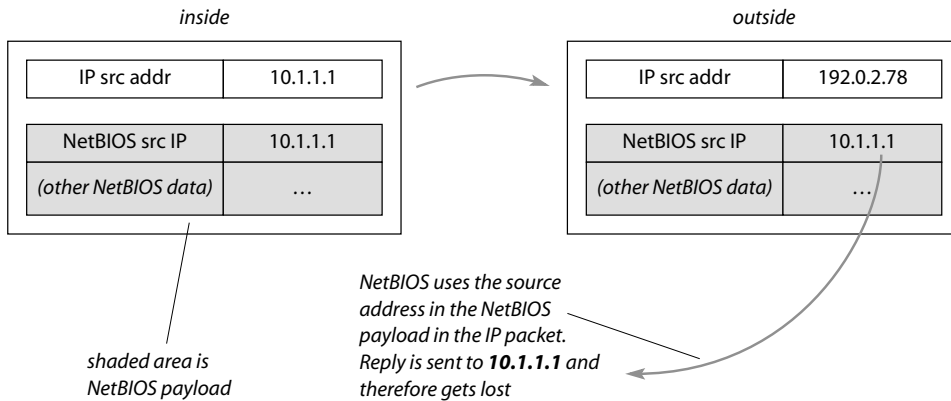 inside
outside
IP src addr 10.1.1.1
IP src addr 192.0.2.78
NetBIOS src IP 10.1.1.1
(other NetBIOS data) …
NetBIOS src IP 10.1.1.1
(other NetBIOS data) …
shaded area is
NetBIOS payload
NetBIOS uses the source
address in the NetBIOS
payload in the IP packet.
Reply is sent to 10.1.1.1 and
therefore gets lost